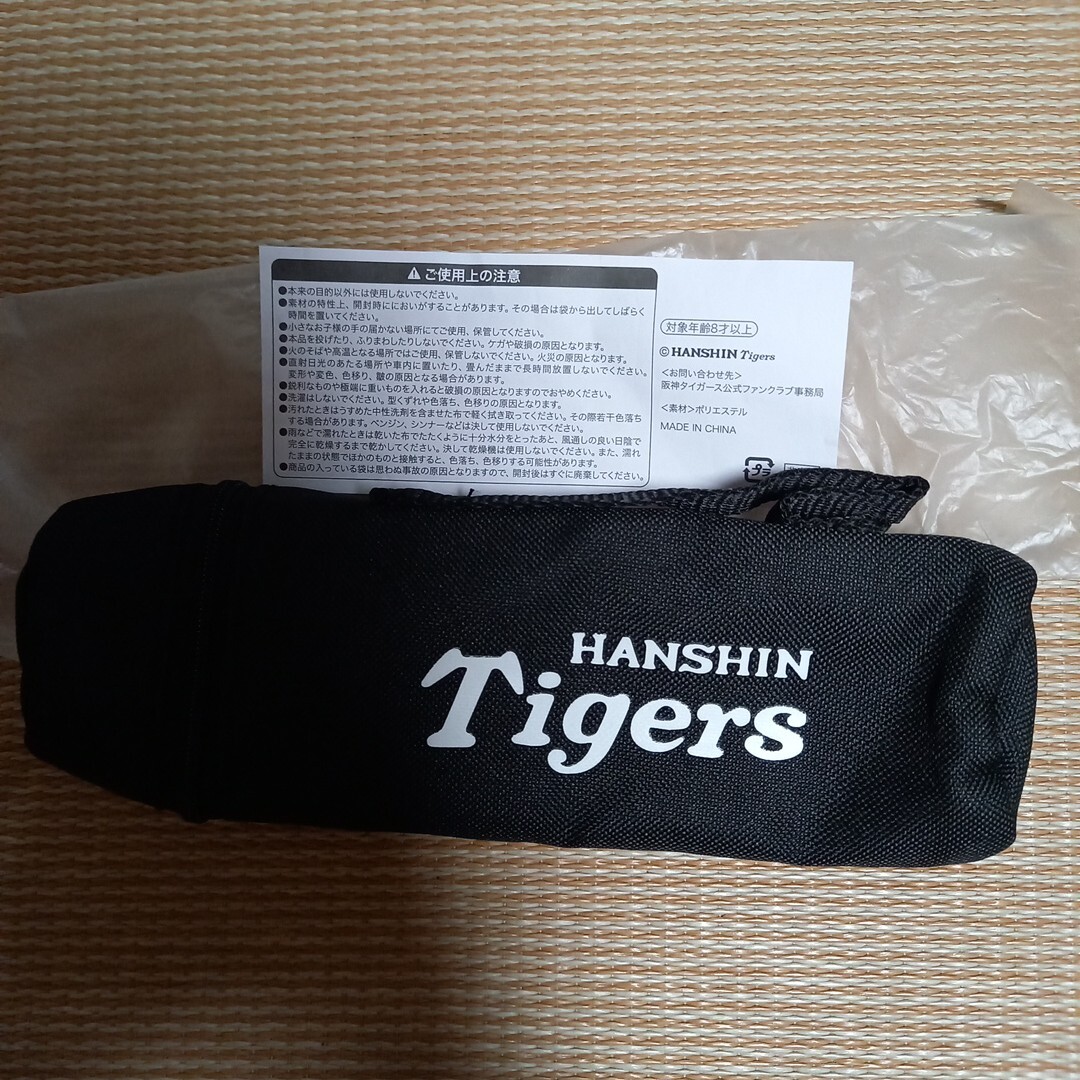 ⚠ご使用上の注意
●本来の目的以外には使用しないでください。
●素材の特性上、開封時ににおいがすることがあります。その場合は袋から出してしばらく
時間を置いてください。
●小さなお子様の手の届かない場所にてご使用、保管してください。
●本品を投げたり、ふりまわしたりしないでください。ケガや破損の原因となります。
●火のそばや高温となる場所ではご使用、保管しないでください。火災の原因となります。
●直射日光のあたる場所や車内に置いたり、畳んだままで長時間放置しないでください。
変形や変色、色移り、皺の原因となる場合があります。
●鋭利なものや極端に重いものを入れると破損の原因となりますのでおやめください。
●洗濯はしないでください。型くずれや色落ち、色移りの原因となります。
●汚れたときはうすめた中性洗剤を含ませた布で軽く拭き取ってください。その際若干色落ち
する場合があります。ベンジン、シンナーなどは決して使用しないでください。
●雨などで濡れたときは乾いた布でたたくように十分水分をとったあと、風通しの良い日陰で
完全に乾燥するまで乾かしてください。決して乾燥機は使用しないでください。また、濡れ
たままの状態でほかのものと接触すると、色落ち、色移りする可能性があります。
●商品の入っている袋は思わぬ事故の原因となりますので、開封後はすぐに廃棄してください。
対象年齢8才以上
© HANSHIN Tigers
<お問い合わせ先>
阪神タイガース公式ファンクラブ事務局
<素材>ポリエステル
MADE IN CHINA
プラ
HANSHIN
Tigers